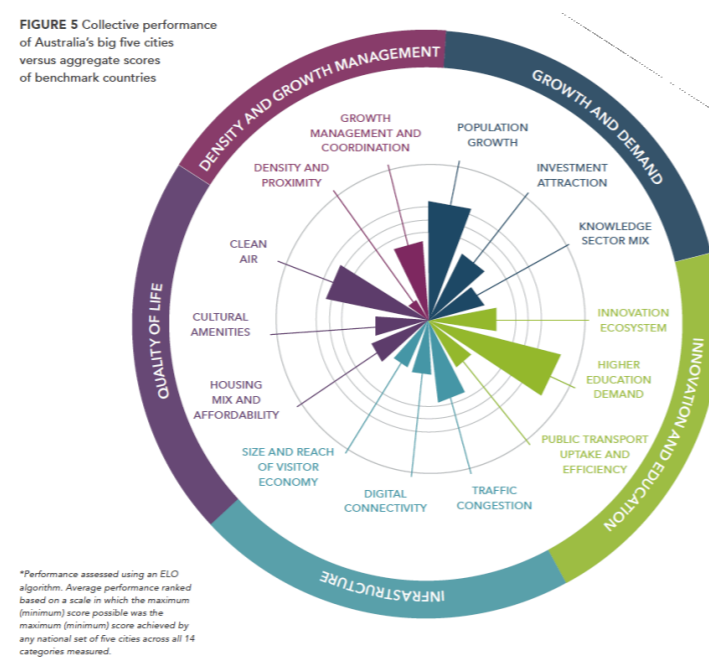 FIGURE 5 Collective performance
of Australia's big five cities
versus aggregate scores
of benchmark countries
DENSITY AND GROWTH MANAGEMENT
GROWTH AND DEMAND
INNOVATION AND EDUCATION
INFRASTRUCTURE
QUALITY OF LIFE
GROWTH
MANAGEMENT AND
COORDINATION
POPULATION
GROWTH
INVESTMENT
ATTRACTION
KNOWLEDGE
SECTOR MIX
INNOVATION
ECOSYSTEM
HIGHER
EDUCATION
DEMAND
PUBLIC TRANSPORT
UPTAKE AND
EFFICIENCY
TRAFFIC
CONGESTION
DIGITAL
CONNECTIVITY
SIZE AND REACH
OF VISITOR
ECONOMY
HOUSING
MIX AND
AFFORDABILITY
CULTURAL
AMENITIES
CLEAN
AIR
DENSITY AND
PROXIMITY
*Performance assessed using an ELO
algorithm. Average performance ranked
based on a scale in which the maximum
(minimum) score possible was the
maximum (minimum) score achieved by
any national set of five cities across all 14
categories measured.